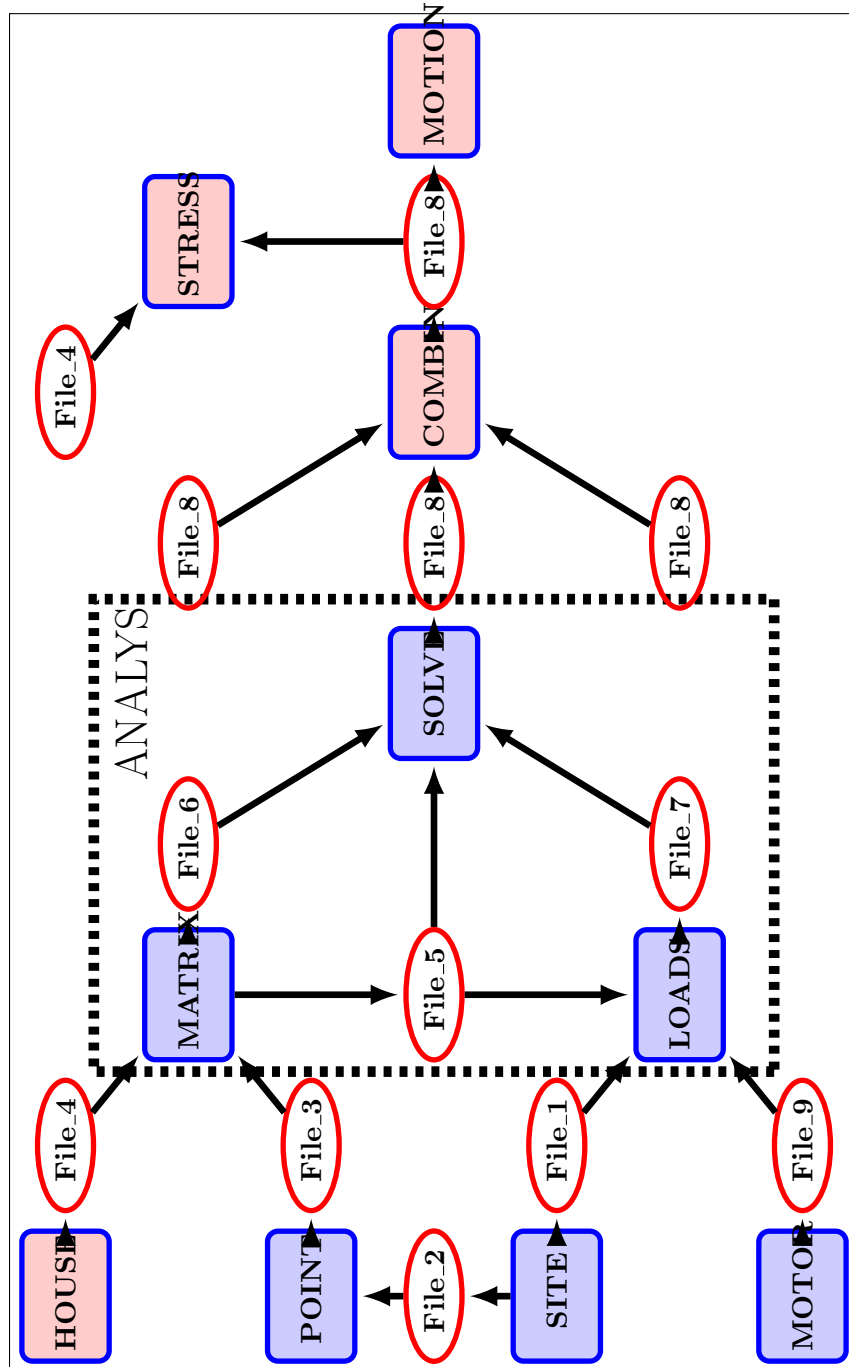 HOUSE
File_4
File_4
ANALYS
MATRIX
File_6
File_8
STRESS
POINT
File_3
File_2
File_5
SOLVE
File_8
COMBIN
File_8
MOTION
SITE
File_1
LOADS
File_7
File_8
MOTOR
File_9